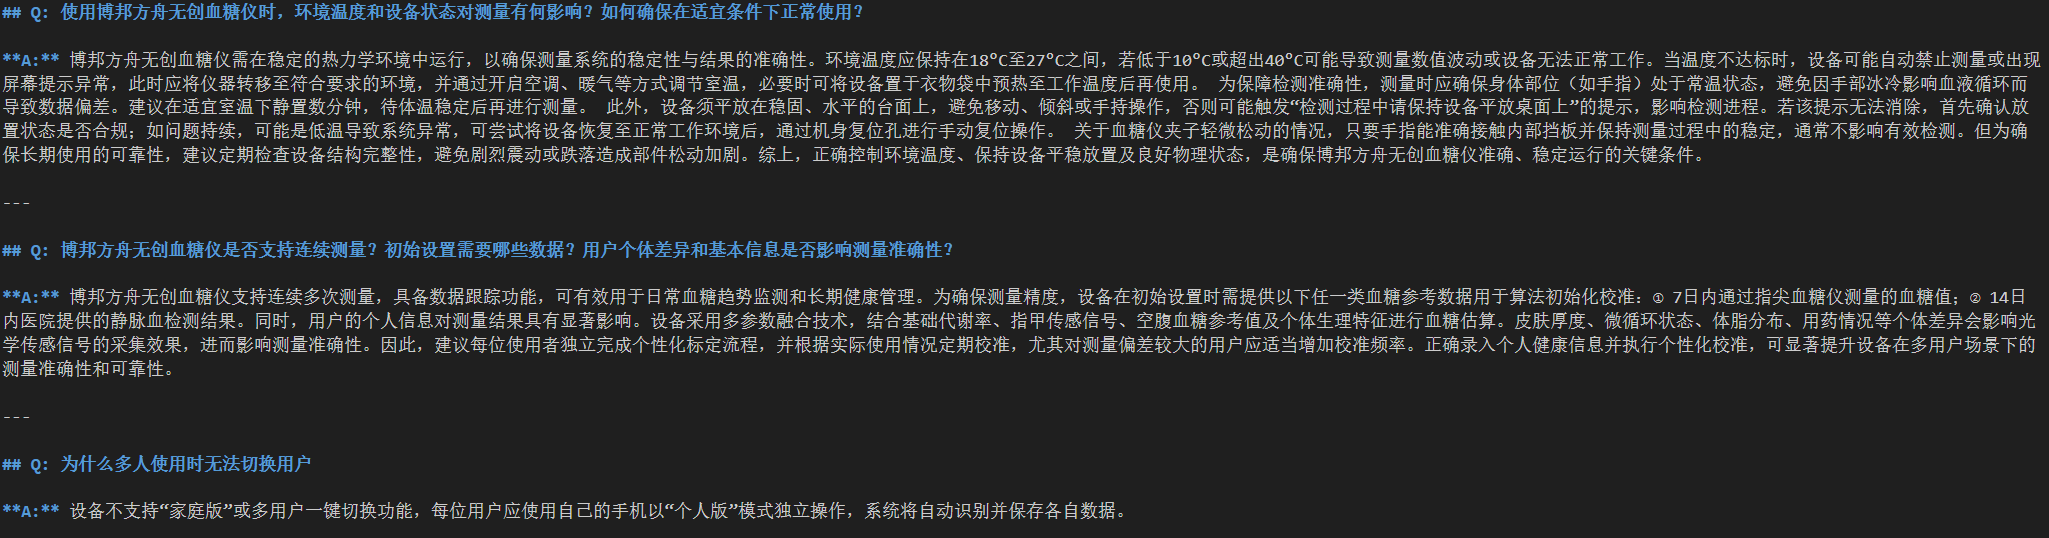 ## Q: 使用博邦方舟无创血糖仪时，环境温度和设备状态对测量有何影响？如何确保在适宜条件下正常使用？
**A:** 博邦方舟无创血糖仪需在稳定的热力学环境中运行，以确保测量系统的稳定性与结果的准确性。环境温度应保持在18℃至27℃之间，若低于10℃或超出40℃可能导致测量数值波动或设备无法正常工作。当温度不达标时，设备可能自动禁止测量或出现
屏幕提示异常，此时应将仪器转移至符合要求的环境，并通过开启空调、暖气等方式调节室温，必要时可将设备置于衣物袋中预热至工作温度后再使用。 为保障检测准确性，测量时应确保身体部位（如手指）处于常温状态，避免因手部冰冷影响血液循环而
导致数据偏差。建议在适宜室温下静置数分钟，待体温稳定后再进行测量。 此外，设备须平放在稳固、水平的台面上，避免移动、倾斜或手持操作，否则可能触发“检测过程中请保持设备平放桌面上”的提示，影响检测进程。若该提示无法消除，首先确认放
置状态是否合规；如问题持续，可能是低温导致系统异常，可尝试将设备恢复至正常工作环境后，通过机身复位孔进行手动复位操作。 关于血糖仪夹子轻微松动的情况，只要手指能准确接触内部挡板并保持测量过程中的稳定，通常不影响有效检测。但为确
保长期使用的可靠性，建议定期检查设备结构完整性，避免剧烈震动或跌落造成部件松动加剧。综上，正确控制环境温度、保持设备平稳放置及良好物理状态，是确保博邦方舟无创血糖仪准确、稳定运行的关键条件。
---
## Q: 博邦方舟无创血糖仪是否支持连续测量？初始设置需要哪些数据？用户个体差异和基本信息是否影响测量准确性？
**A:** 博邦方舟无创血糖仪支持连续多次测量，具备数据跟踪功能，可有效用于日常血糖趋势监测和长期健康管理。为确保测量精度，设备在初始设置时需提供以下任一类血糖参考数据用于算法初始化校准：① 7日内通过指尖血糖仪测量的血糖值；② 14日
内医院提供的静脉血检测结果。同时，用户的个人信息对测量结果具有显著影响。设备采用多参数融合技术，结合基础代谢率、指甲传感信号、空腹血糖参考值及个体生理特征进行血糖估算。皮肤厚度、微循环状态、体脂分布、用药情况等个体差异会影响光
学传感信号的采集效果，进而影响测量准确性。因此，建议每位使用者独立完成个性化标定流程，并根据实际使用情况定期校准，尤其对测量偏差较大的用户应适当增加校准频率。正确录入个人健康信息并执行个性化校准，可显著提升设备在多用户场景下的
测量准确性和可靠性。
---
## Q: 为什么多人使用时无法切换用户
**A:** 设备不支持“家庭版”或多用户一键切换功能，每位用户应使用自己的手机以“个人版”模式独立操作，系统将自动识别并保存各自数据。